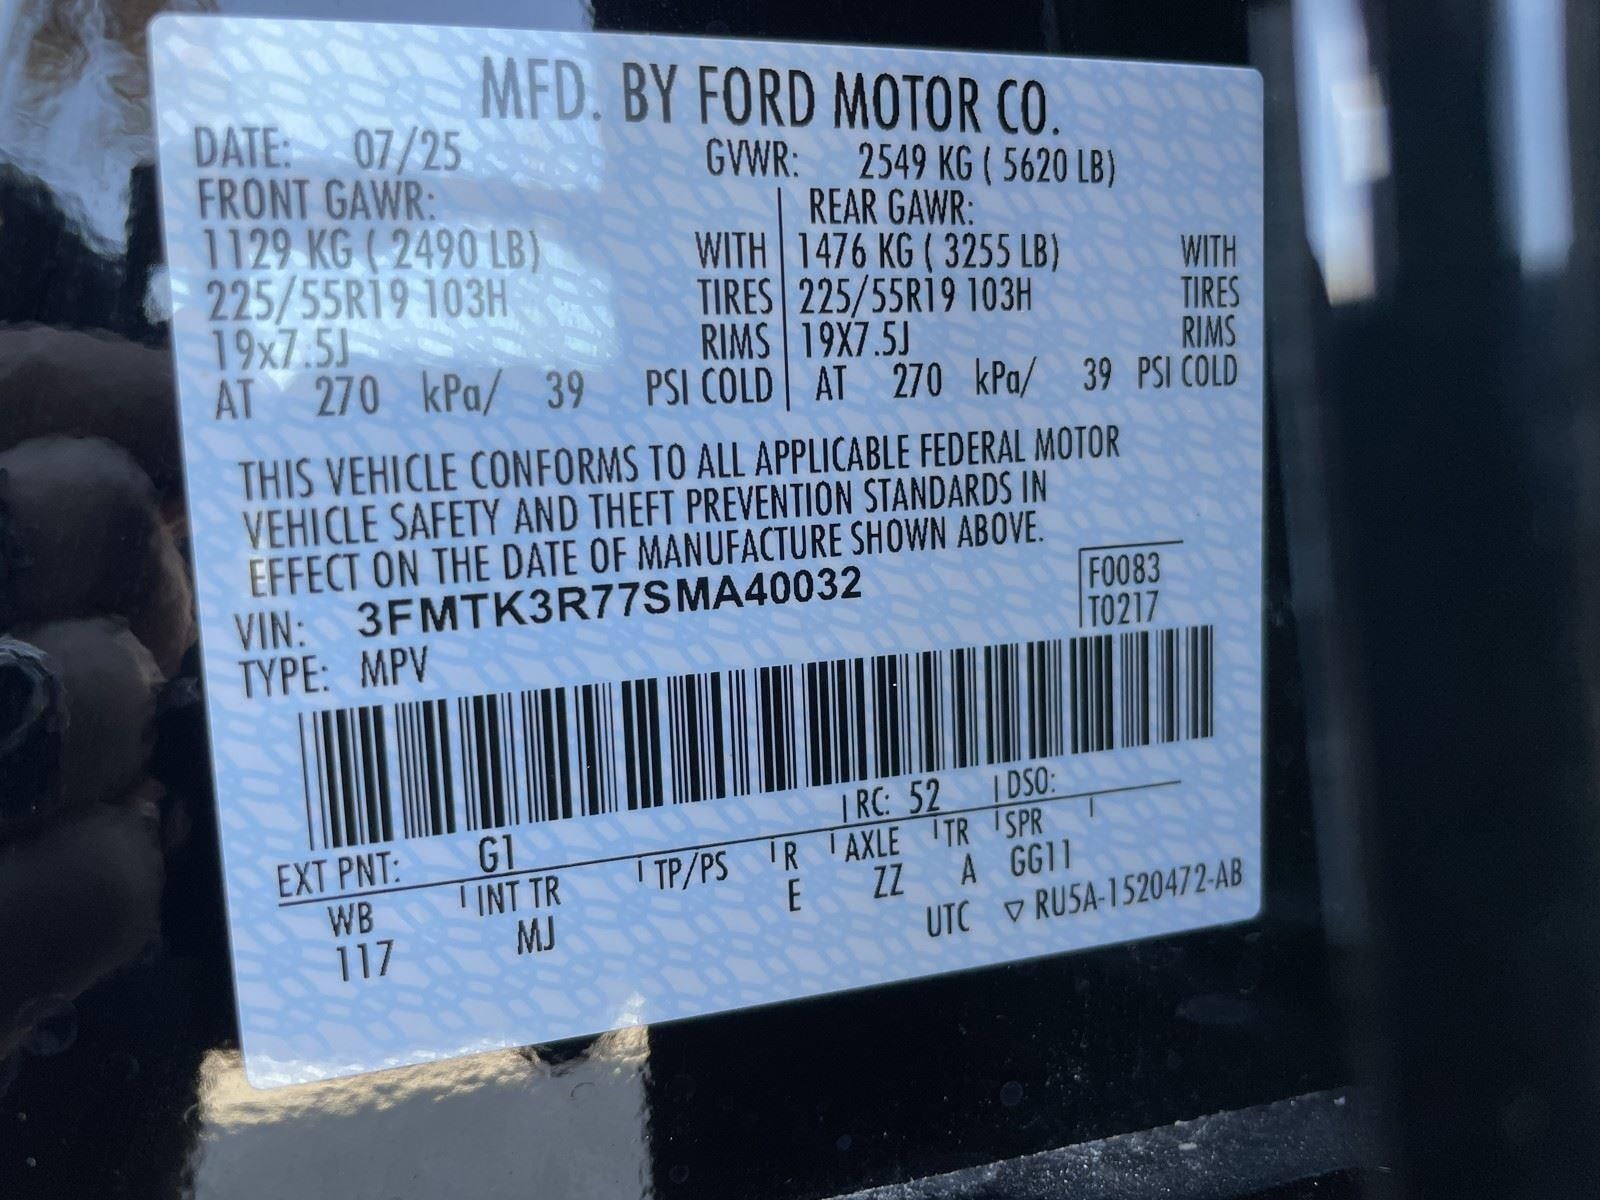 MFD. BY FORD MOTOR CO.
DATE: 07/25 GVWR: 2549 KG ( 5620 LB)
FRONT GAWR: REAR GAWR:
1129 KG ( 2490 LB) WITH 1476 KG ( 3255 LB) WITH
225/55R19 103H TIRES 225/55R19 103H TIRES
19x7.5J RIMS 19X7.5J RIMS
AT 270 kPa/ 39 PSI COLD AT 270 kPa/ 39 PSI COLD
THIS VEHICLE CONFORMS TO ALL APPLICABLE FEDERAL MOTOR
VEHICLE SAFETY AND THEFT PREVENTION STANDARDS IN
EFFECT ON THE DATE OF MANUFACTURE SHOWN ABOVE.
VIN: 3FMTK3R77SMA40032 F0083
TYPE: MPV T0217
EXT PNT: G1 RC: 52 DSO:
WB INT TR TP/PS R AXLE TR SPR
117 MJ E ZZ A GG11
UTC ▽ RU5A-1520472-AB